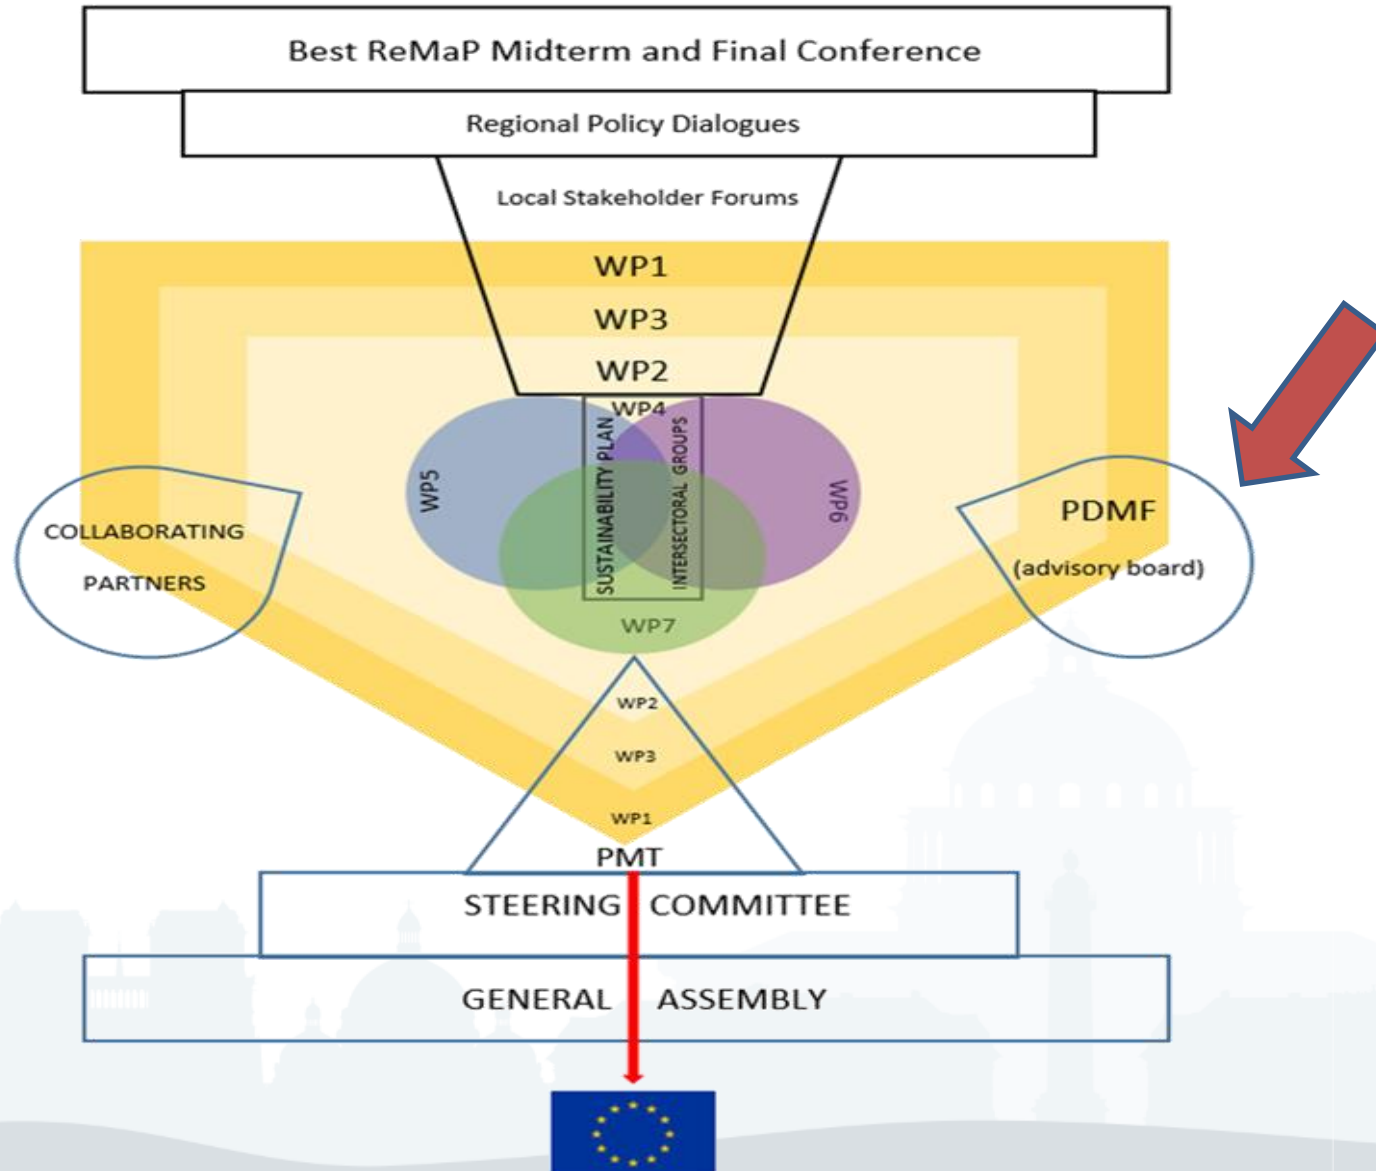 Best ReMaP Midterm and Final Conference
Regional Policy Dialogues
Local Stakeholder Forums
WP1
WP3
WP2
WP4
SUSTAINABILITY PLAN
INTERSECTORAL GROUPS
WP5
WP6
WP7
COLLABORATING
PARTNERS
PDMF
(advisory board)
WP2
WP3
WP1
PMT
STEERING COMMITTEE
GENERAL ASSEMBLY